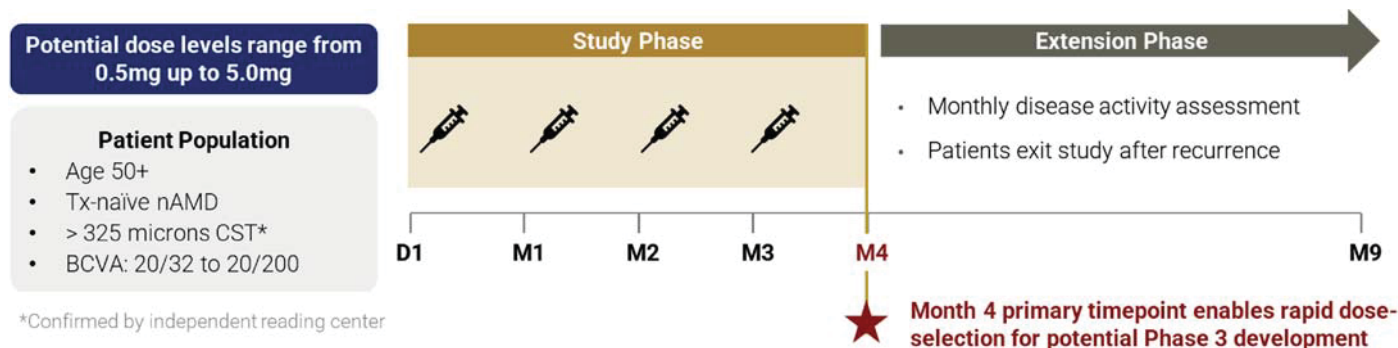 Potential dose levels range from
0.5mg up to 5.0mg
Patient Population
• Age 50+
• Tx-naïve nAMD
• > 325 microns CST*
• BCVA: 20/32 to 20/200
*Confirmed by independent reading center
Study Phase
Extension Phase
• Monthly disease activity assessment
• Patients exit study after recurrence
D1 M1 M2 M3 M4 M9
Month 4 primary timepoint enables rapid dose-
selection for potential Phase 3 development